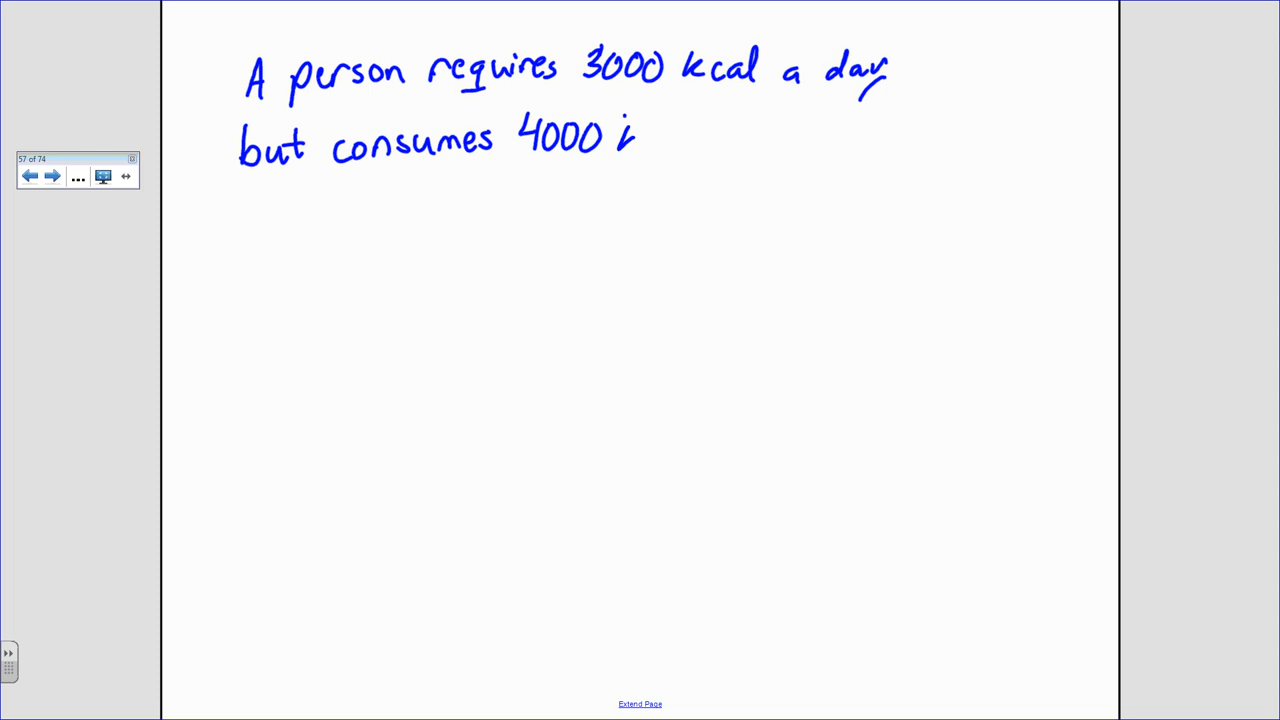 A person requires 3000 kcal a day
but consumes 4000 i
57 of 74
...
Extend Page